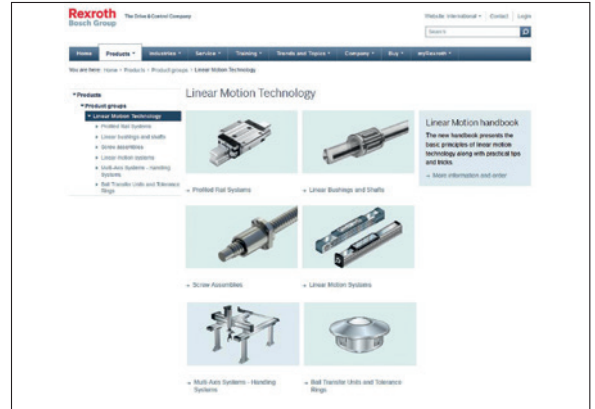 Rexroth
Bosch Group
The Drive & Control Company
Website: International
Contact
Login
Search
Home
Products
Industries
Service
Training
Trends and Topics
Company
Buy
myRexroth
You are here: Home Products Product groups Linear Motion Technology
Products
Product groups
Linear Motion Technology
Profiled Rail Systems
Linear bushings and shafts
Screw assemblies
Linear motion systems
Multi-Axis Systems - Handling
Systems
Ball Transfer Units and Tolerance
Rings
Linear Motion Technology
Profiled Rail Systems
Linear Bushings and Shafts
Screw Assemblies
Linear Motion Systems
Multi-Axis Systems - Handling
Systems
Ball Transfer Units and Tolerance
Rings
Linear Motion handbook
The new handbook presents the
basic principles of linear motion
technology along with practical tips
and tricks
More information and order